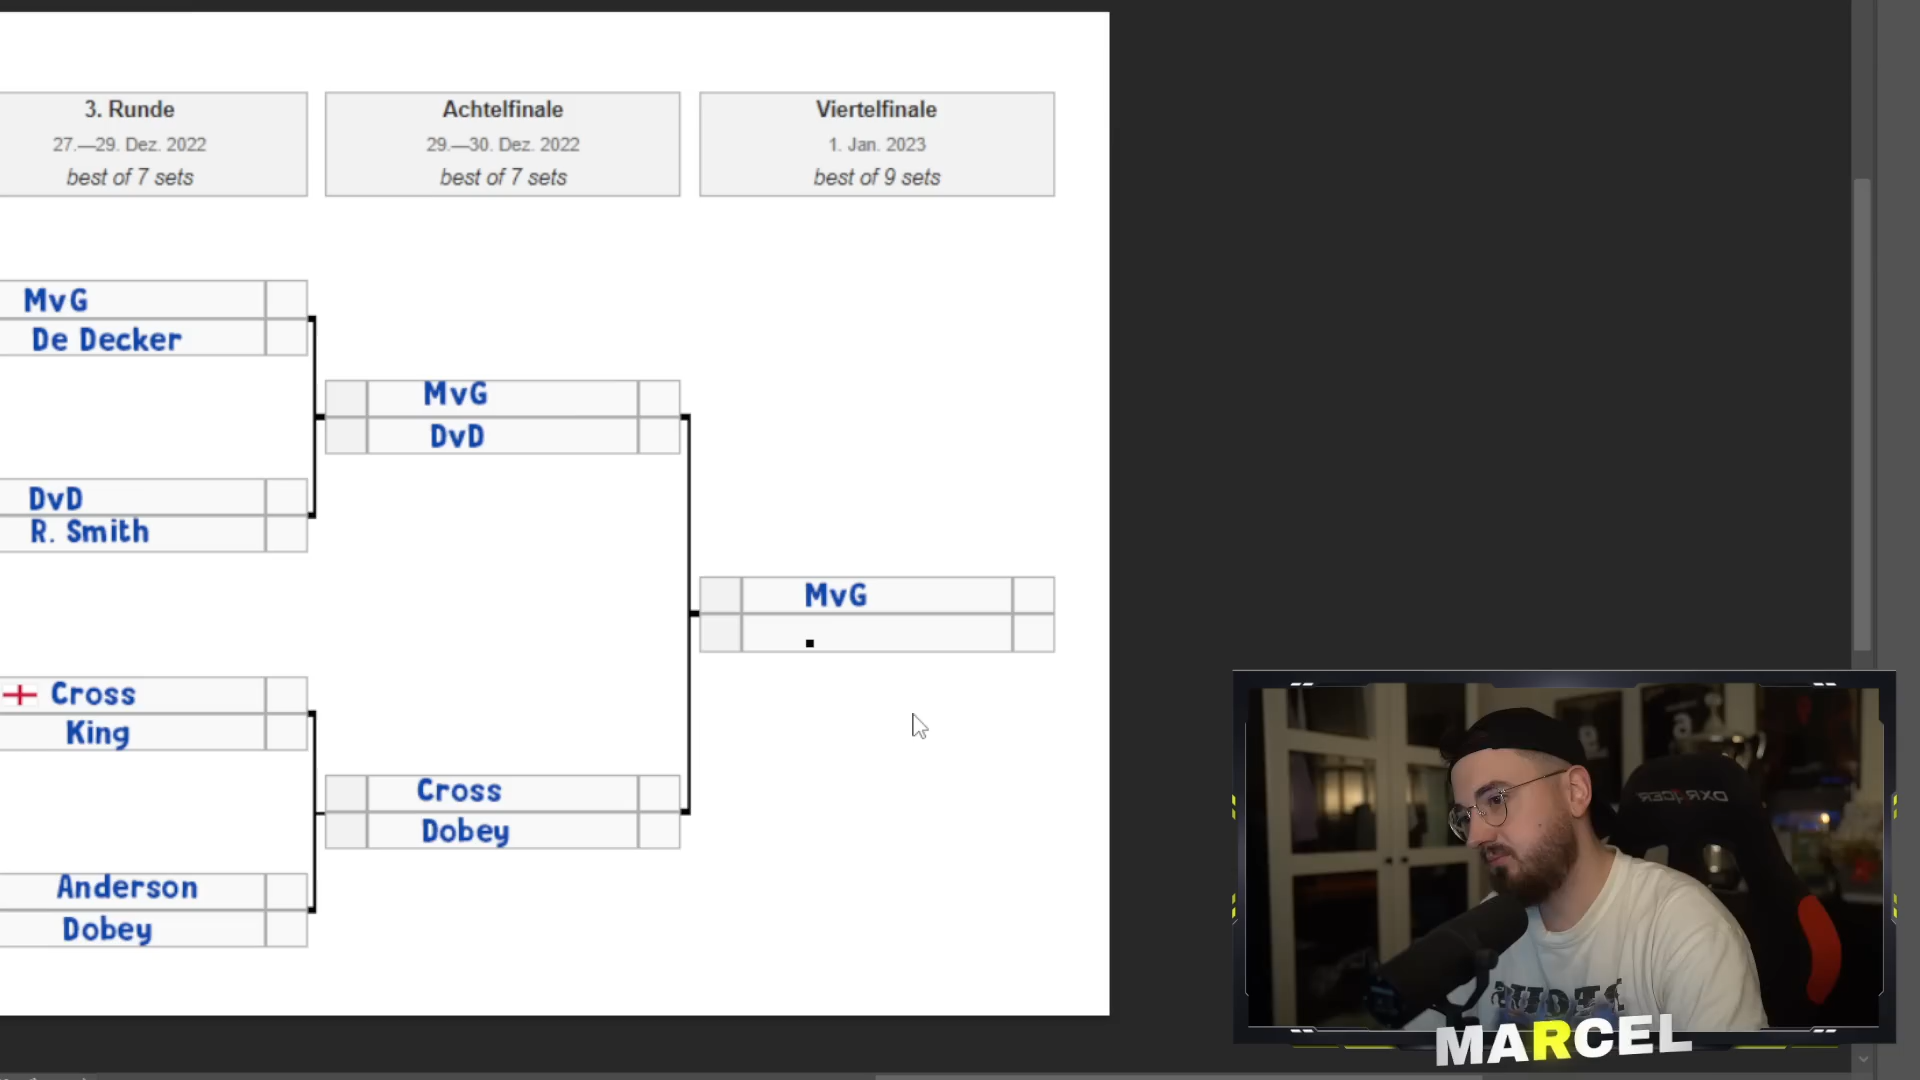 3. Runde
27.—29. Dez. 2022
best of 7 sets
Achtelfinale
29.—30. Dez. 2022
best of 7 sets
Viertelfinale
1. Jan. 2023
best of 9 sets
MvG
De Decker
MvG
DvD
DvD
R. Smith
MvG
.
Cross
King
Cross
Dobey
Anderson
Dobey
DXRACER
MARCEL